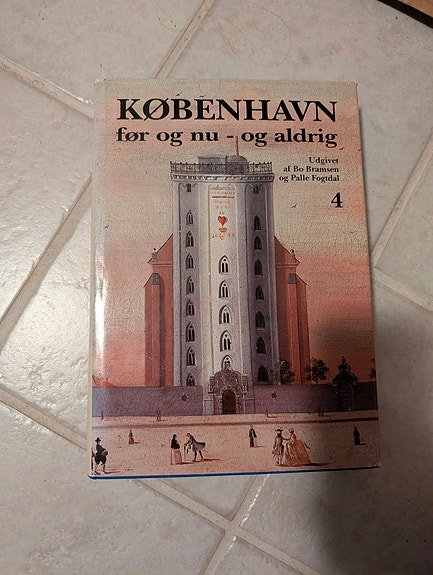 KØBENHAVN
før og nu - og aldrig
Udgivet
af Bo Bramsen
og Palle Fogtdal
4